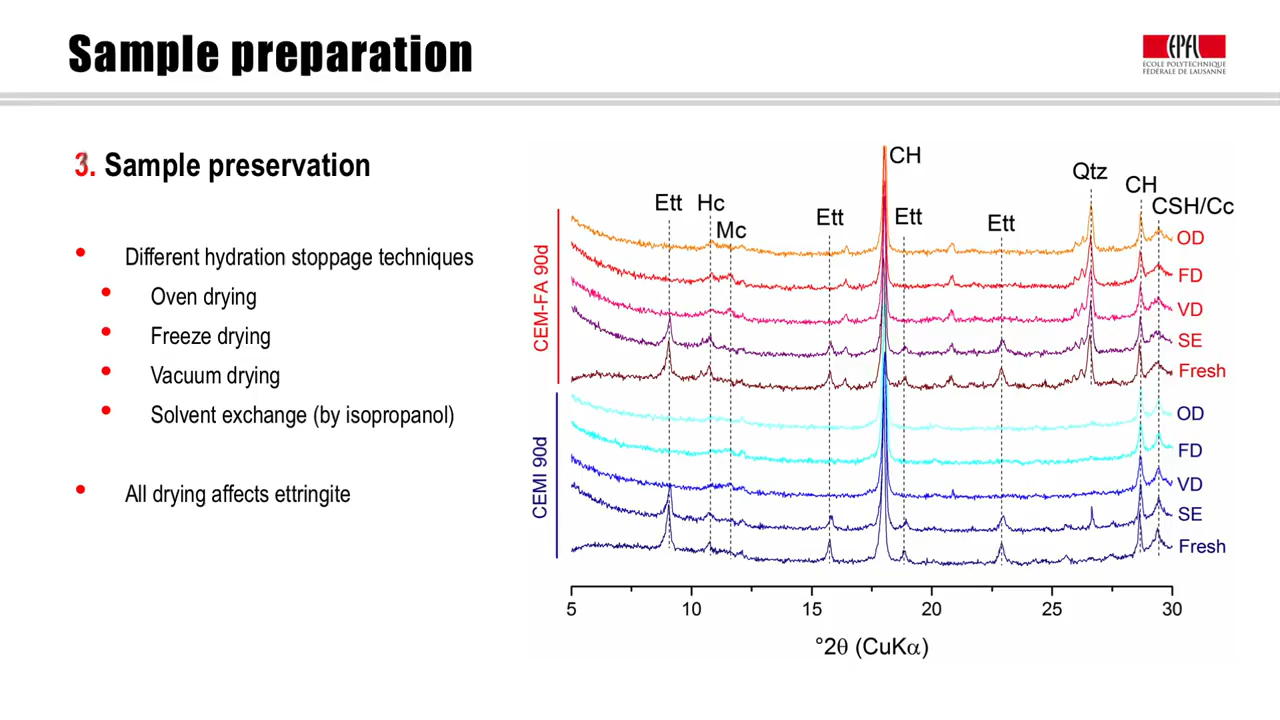 Sample preparation
EPFL
ÉCOLE POLYTECHNIQUE
FÉDÉRALE DE LAUSANNE
3. Sample preservation
• Different hydration stoppage techniques
• Oven drying
• Freeze drying
• Vacuum drying
• Solvent exchange (by isopropanol)
• All drying affects ettringite
CH
Qtz
CH
Ett Hc
CSH/Cc
Mc
Ett
Ett
Ett
CEM-FA 90d
OD
FD
VD
SE
Fresh
CEMI 90d
OD
FD
VD
SE
Fresh
5 10 15 20 25 30
°2θ (CuKα)